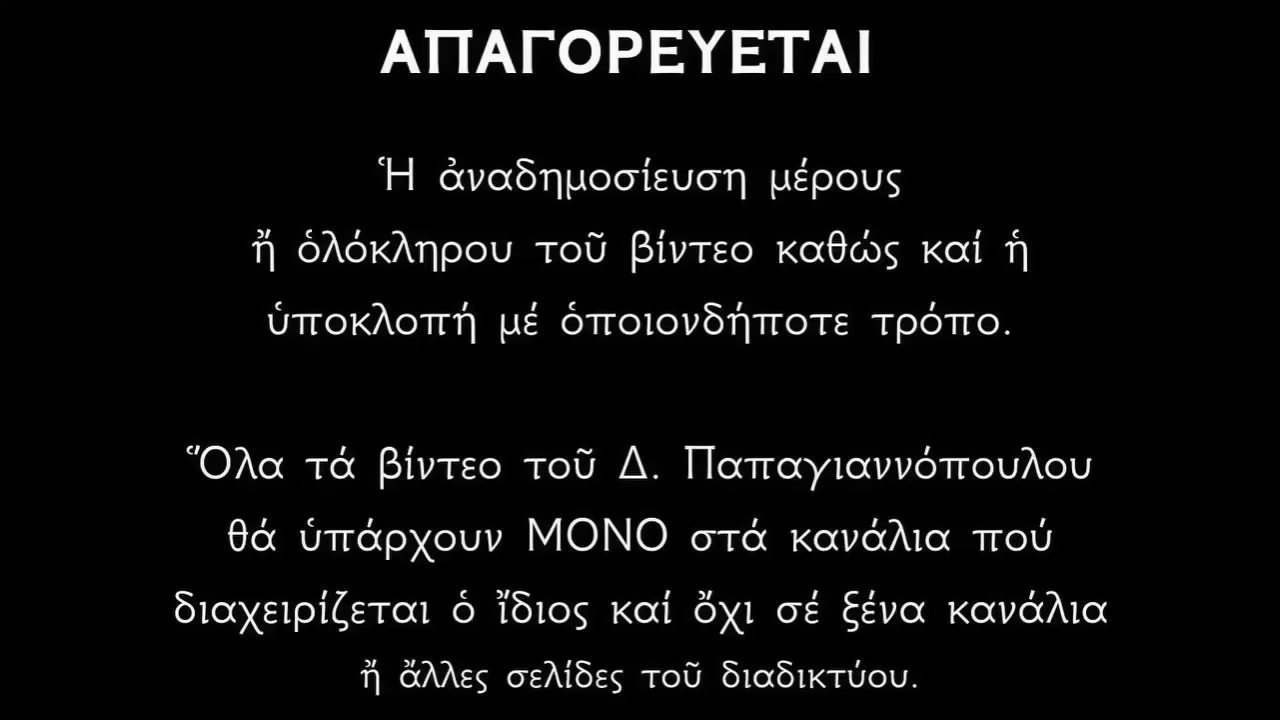 ΑΠΑΓΟΡΕΥΕΤΑΙ
Ἡ ἀναδημοσίευση μέρους
ἤ ὁλόκληρου τοῦ βίντεο καθώς καί ἡ
ὑποκλοπή μέ ὁποιονδήποτε τρόπο.
Ὅλα τά βίντεο τοῦ Δ. Παπαγιαννόπουλου
θά ὑπάρχουν ΜΟΝΟ στά κανάλια πού
διαχειρίζεται ὁ ἴδιος καί ὄχι σέ ξένα κανάλια
ἤ ἄλλες σελίδες τοῦ διαδικτύου.